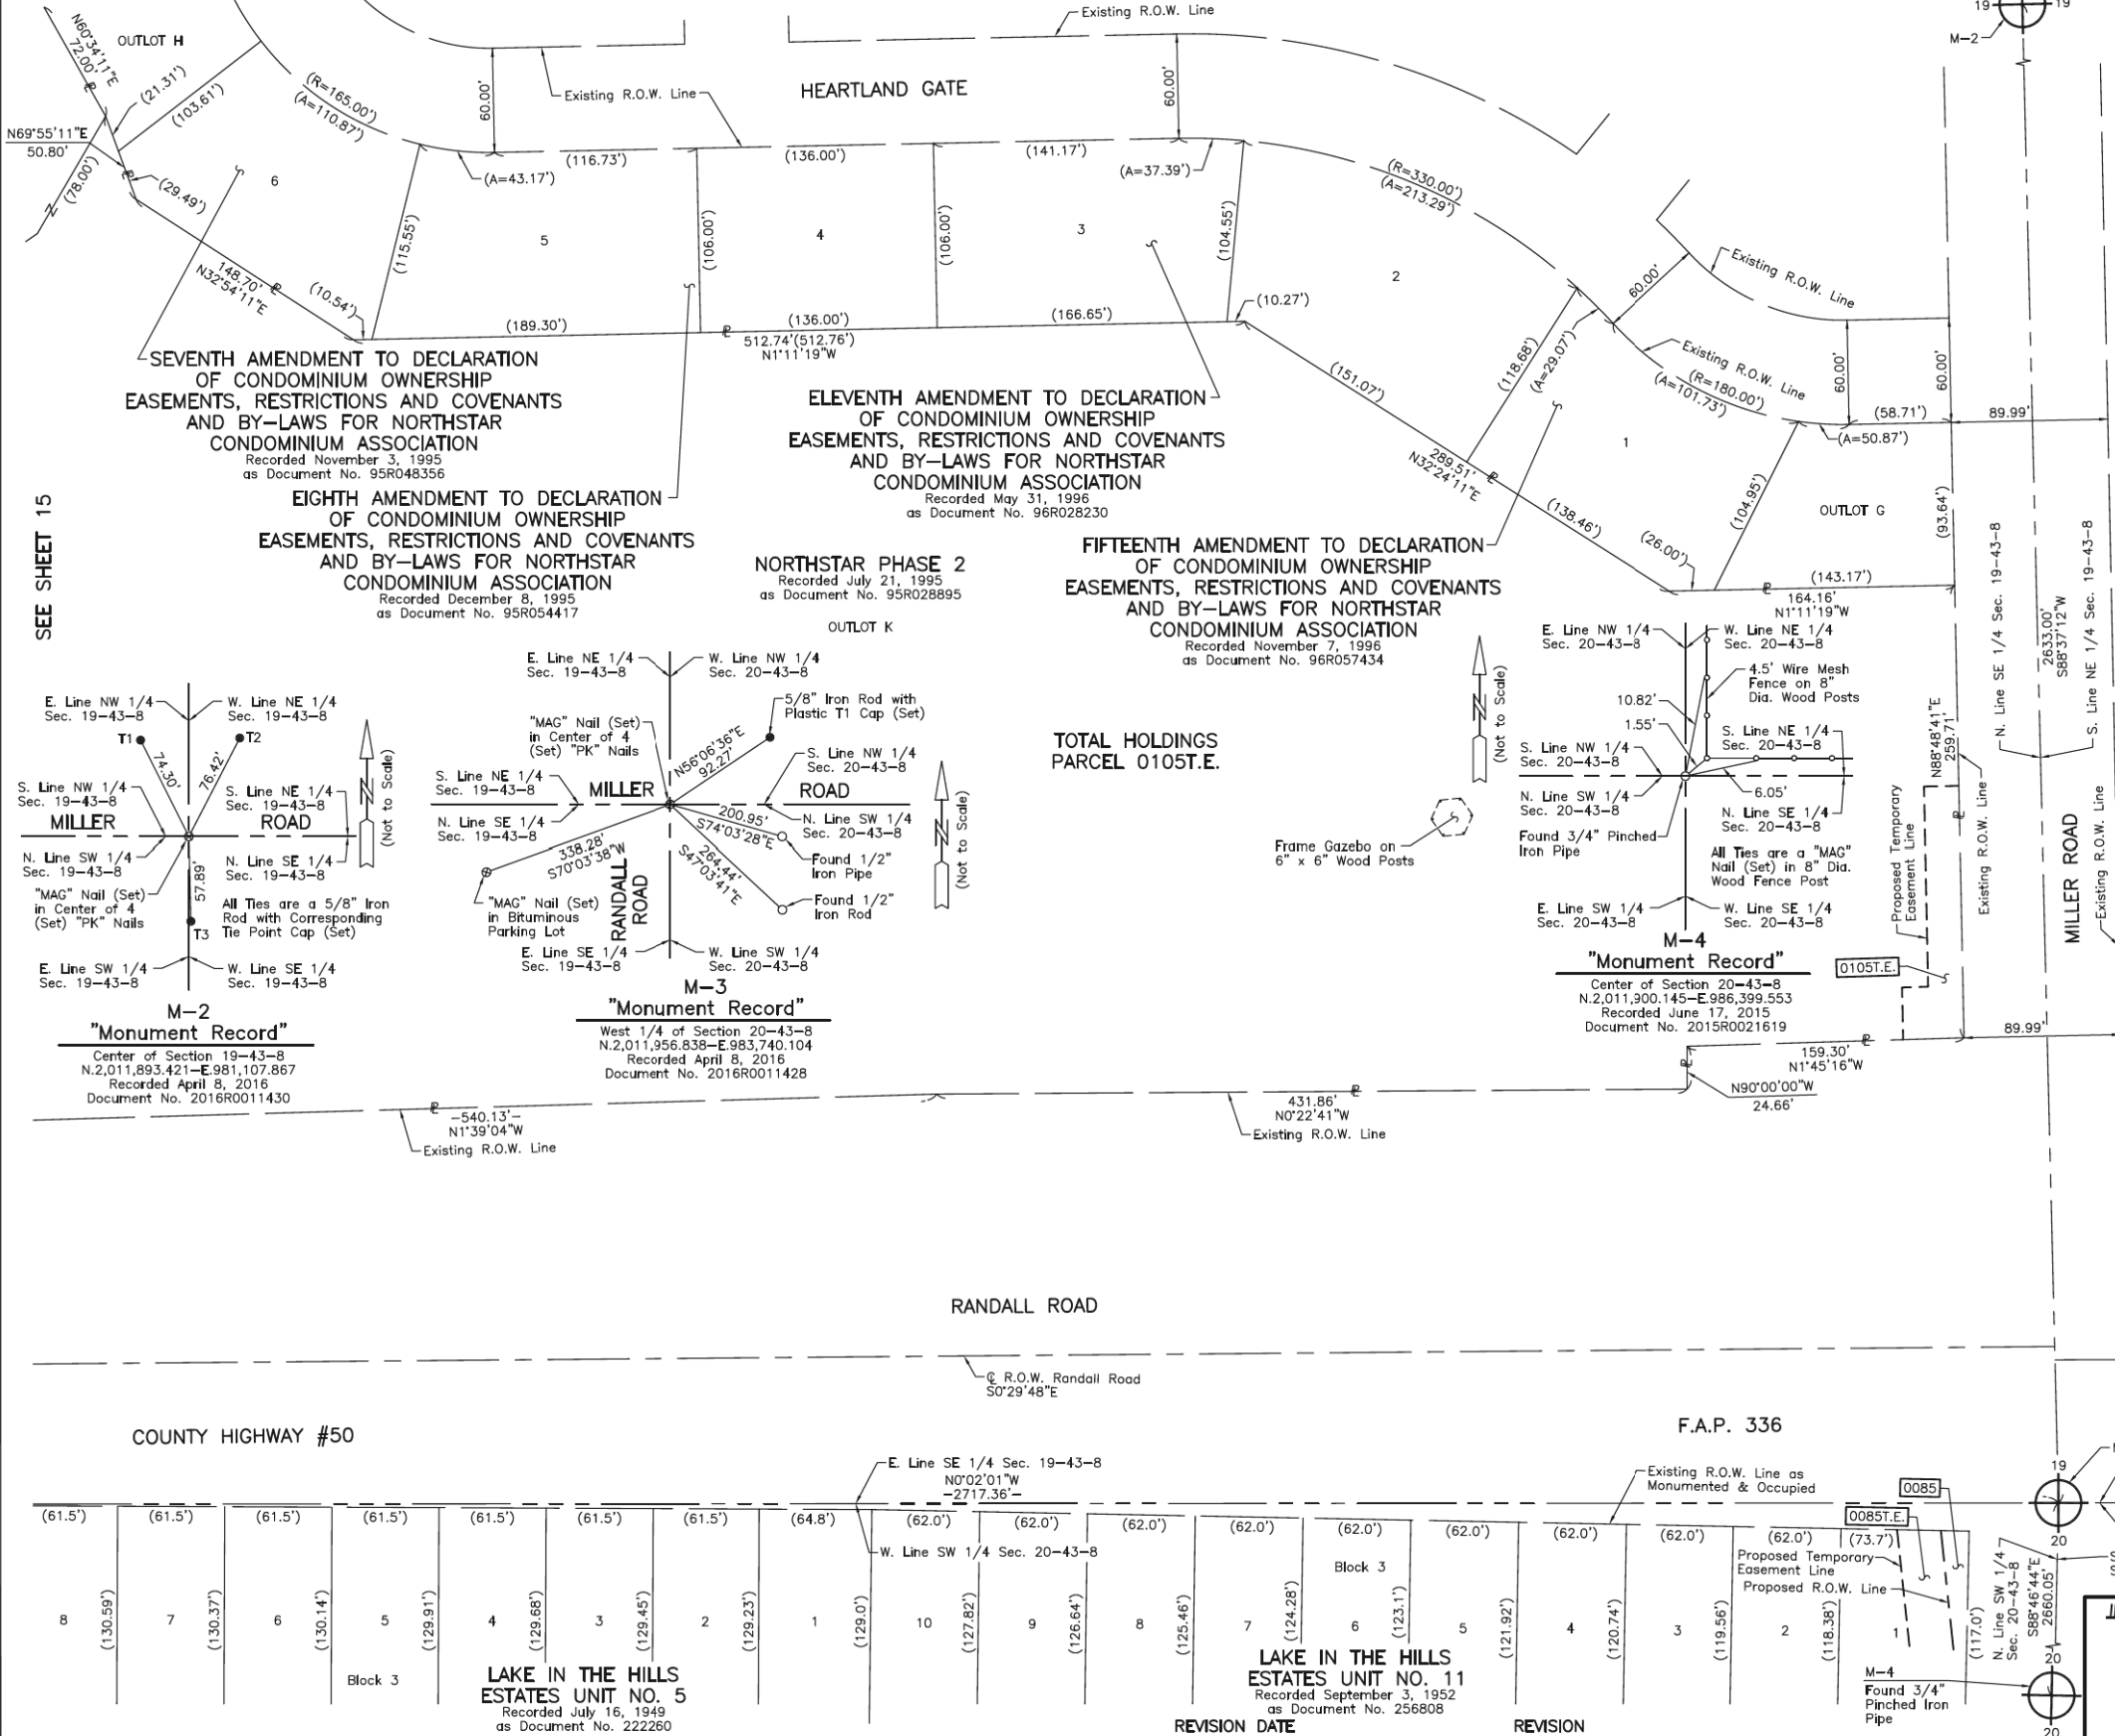 19
19
M-2
Existing R.O.W. Line
N60°34'11"E
72.00'
OUTLOT H
(21.31')
(103.61')
(R=165.00')
(A=110.87')
60.00'
Existing R.O.W. Line
HEARTLAND GATE
60.00'
N69°55'11"E
50.80'
(78.00')
(29.49')
6
(A=43.17')
(116.73')
(136.00')
(141.17')
(A=37.39')
(R=330.00')
(A=213.29')
(115.55')
5
(106.00')
4
(106.00')
3
(104.55')
2
60.00'
Existing R.O.W. Line
148.70'
N32°54'11"E
(10.54')
(189.30')
(136.00')
512.74'(512.76')
N1°11'19"W
(166.65')
(10.27')
(151.07')
(118.68')
(A=29.07')
Existing R.O.W. Line
(R=180.00')
(A=101.73')
60.00'
60.00'
(58.71')
89.99'
(A=50.87')
1
289.51'
N32°24'11"E
(138.46')
(26.00')
(104.95')
OUTLOT G
(93.64')
(143.17')
164.16'
N1°11'19"W
SEVENTH AMENDMENT TO DECLARATION
OF CONDOMINIUM OWNERSHIP
EASEMENTS, RESTRICTIONS AND COVENANTS
AND BY-LAWS FOR NORTHSTAR
CONDOMINIUM ASSOCIATION
Recorded November 3, 1995
as Document No. 95R048356
EIGHTH AMENDMENT TO DECLARATION
OF CONDOMINIUM OWNERSHIP
EASEMENTS, RESTRICTIONS AND COVENANTS
AND BY-LAWS FOR NORTHSTAR
CONDOMINIUM ASSOCIATION
Recorded December 8, 1995
as Document No. 95R054417
ELEVENTH AMENDMENT TO DECLARATION
OF CONDOMINIUM OWNERSHIP
EASEMENTS, RESTRICTIONS AND COVENANTS
AND BY-LAWS FOR NORTHSTAR
CONDOMINIUM ASSOCIATION
Recorded May 31, 1996
as Document No. 96R028230
NORTHSTAR PHASE 2
Recorded July 21, 1995
as Document No. 95R028895
OUTLOT K
FIFTEENTH AMENDMENT TO DECLARATION
OF CONDOMINIUM OWNERSHIP
EASEMENTS, RESTRICTIONS AND COVENANTS
AND BY-LAWS FOR NORTHSTAR
CONDOMINIUM ASSOCIATION
Recorded November 7, 1996
as Document No. 96R057434
SEE SHEET 15
TOTAL HOLDINGS
PARCEL 0105T.E.
Frame Gazebo on
6" x 6" Wood Posts
E. Line NW 1/4
Sec. 19-43-8
W. Line NE 1/4
Sec. 19-43-8
T1
T2
74.30'
76.42'
S. Line NW 1/4
Sec. 19-43-8
S. Line NE 1/4
Sec. 19-43-8
MILLER
ROAD
N. Line SW 1/4
Sec. 19-43-8
N. Line SE 1/4
Sec. 19-43-8
N
(Not to Scale)
57.89'
"MAG" Nail (Set)
in Center of 4
(Set) "PK" Nails
All Ties are a 5/8" Iron
Rod with Corresponding
Tie Point Cap (Set)
T3
E. Line SW 1/4
Sec. 19-43-8
W. Line SE 1/4
Sec. 19-43-8
M-2
"Monument Record"
Center of Section 19-43-8
N.2,011,893.421-E.981,107.867
Recorded April 8, 2016
Document No. 2016R0011430
E. Line NE 1/4
Sec. 19-43-8
W. Line NW 1/4
Sec. 20-43-8
"MAG" Nail (Set)
in Center of 4
(Set) "PK" Nails
5/8" Iron Rod with
Plastic T1 Cap (Set)
N56°06'36"E
92.27'
S. Line NE 1/4
Sec. 19-43-8
S. Line NW 1/4
Sec. 20-43-8
MILLER
ROAD
N. Line SE 1/4
Sec. 19-43-8
N. Line SW 1/4
Sec. 20-43-8
200.95'
S74°03'28"E
338.28'
S70°03'38"W
264.44'
S47°03'41"E
Found 1/2"
Iron Pipe
Found 1/2"
Iron Rod
"MAG" Nail (Set)
in Bituminous
Parking Lot
RANDALL
ROAD
N
(Not to Scale)
E. Line SE 1/4
Sec. 19-43-8
W. Line SW 1/4
Sec. 20-43-8
M-3
"Monument Record"
West 1/4 of Section 20-43-8
N.2,011,956.838-E.983,740.104
Recorded April 8, 2016
Document No. 2016R0011428
N
(Not to Scale)
E. Line NW 1/4
Sec. 20-43-8
W. Line NE 1/4
Sec. 20-43-8
4.5' Wire Mesh
Fence on 8"
Dia. Wood Posts
10.82'
1.55'
S. Line NW 1/4
Sec. 20-43-8
S. Line NE 1/4
Sec. 20-43-8
6.05'
N. Line SW 1/4
Sec. 20-43-8
N. Line SE 1/4
Sec. 20-43-8
Found 3/4" Pinched
Iron Pipe
All Ties are a "MAG"
Nail (Set) in 8" Dia.
Wood Fence Post
E. Line SW 1/4
Sec. 20-43-8
W. Line SE 1/4
Sec. 20-43-8
M-4
"Monument Record"
Center of Section 20-43-8
N.2,011,900.145-E.986,399.553
Recorded June 17, 2015
Document No. 2015R0021619
N88°48'41"E
259.71'
Proposed Temporary
Easement Line
Existing R.O.W. Line
N. Line SE 1/4 Sec. 19-43-8
2633.00'
S88°37'12"W
S. Line NE 1/4 Sec. 19-43-8
MILLER ROAD
Existing R.O.W. Line
0105T.E.
89.99'
159.30'
N1°45'16"W
N90°00'00"W
24.66'
-540.13'-
N1°39'04"W
Existing R.O.W. Line
431.86'
N0°22'41"W
Existing R.O.W. Line
RANDALL ROAD
℄ R.O.W. Randall Road
S0°29'48"E
COUNTY HIGHWAY #50
F.A.P. 336
E. Line SE 1/4 Sec. 19-43-8
N0°02'01"W
-2717.36'-
W. Line SW 1/4 Sec. 20-43-8
Existing R.O.W. Line as
Monumented & Occupied
0085
0085T.E.
19
20
(61.5')
(61.5')
(61.5')
(61.5')
(61.5')
(61.5')
(61.5')
(64.8')
(62.0')
(62.0')
(62.0')
(62.0')
(62.0')
(62.0')
(62.0')
(62.0')
(62.0')
(73.7')
Block 3
Proposed Temporary
Easement Line
Proposed R.O.W. Line
8
(130.59')
7
(130.37')
6
(130.14')
5
(129.91')
4
(129.68')
3
(129.45')
2
(129.23')
1
(129.0')
10
(127.82')
9
(126.64')
8
(125.46')
7
(124.28')
6
(123.1')
5
(121.92')
4
(120.74')
3
(119.56')
2
(118.38')
1
(117.0')
N. Line SW 1/4
Sec. 20-43-8
S88°46'44"E
2660.05'
Block 3
LAKE IN THE HILLS
ESTATES UNIT NO. 5
Recorded July 16, 1949
as Document No. 222260
LAKE IN THE HILLS
ESTATES UNIT NO. 11
Recorded September 3, 1952
as Document No. 256808
M-4
Found 3/4"
Pinched Iron
Pipe
20
20
REVISION DATE
REVISION